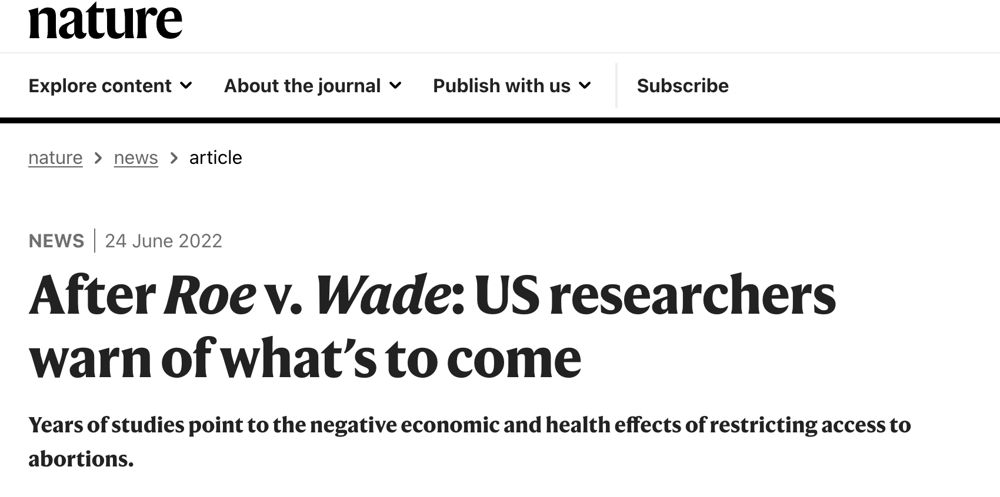 nature
Explore content About the journal Publish with us Subscribe
nature > news > article
NEWS | 24 June 2022
After Roe v. Wade: US researchers
warn of what’s to come
Years of studies point to the negative economic and health effects of restricting access to
abortions.